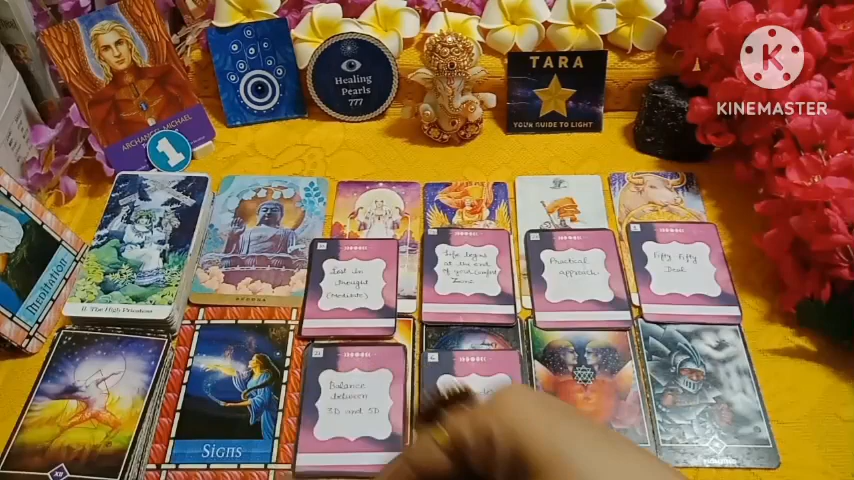 KINEMASTER
ARCHANGEL MICHAEL
1
Healing
Pearls
777
TARA
YOUR GUIDE TO LIGHT
MEDITATION
II. The High Priestess
BUDDHA
Lost in
thought
(Meditate)
Life begins
at the end
of your comfort
Zone
Practical
approach
Fifty Fifty
Deal
XII
Signs
Balance
between
3D and 5D